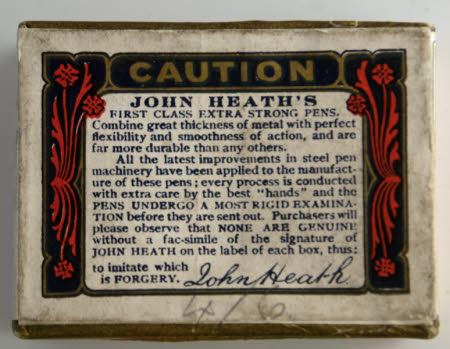 CAUTION
JOHN HEATH'S
FIRST CLASS EXTRA STRONG PENS.
Combine great thickness of metal with perfect
flexibility and smoothness of action, and are
far more durable than any others.
All the latest improvements in steel pen
machinery have been applied to the manufact-
ure of these pens; every process is conducted
with extra care by the best "hands" and the
PENS UNDERGO A MOST RIGID EXAMINA-
TION before they are sent out. Purchasers will
please observe that NONE ARE GENUINE
without a fac-simile of the signature of
JOHN HEATH on the label of each box, thus:
to imitate which
is FORGERY. John Heath